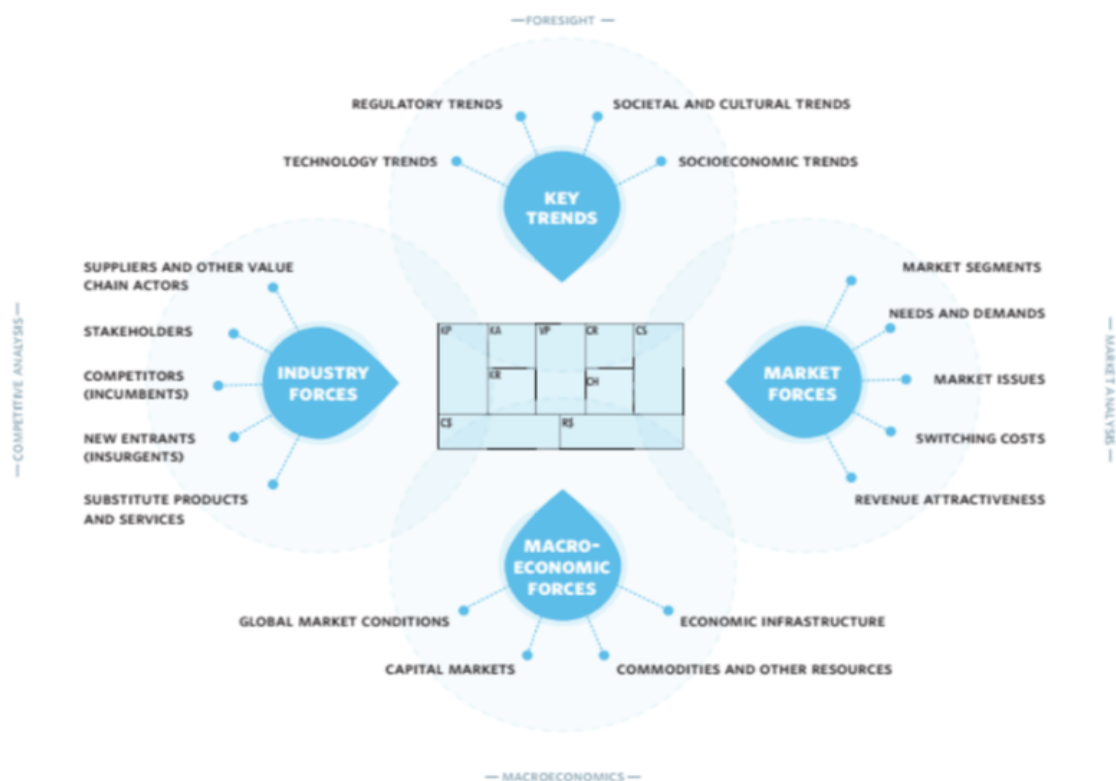 — FORESIGHT —
REGULATORY TRENDS
SOCIETAL AND CULTURAL TRENDS
TECHNOLOGY TRENDS
SOCIOECONOMIC TRENDS
KEY
TRENDS
SUPPLIERS AND OTHER VALUE
CHAIN ACTORS
STAKEHOLDERS
COMPETITORS
(INCUMBENTS)
NEW ENTRANTS
(INSURGENTS)
SUBSTITUTE PRODUCTS
AND SERVICES
INDUSTRY
FORCES
— COMPETITIVE ANALYSIS —
KP
KA
VP
CR
CS
KR
CH
C$
R$
MARKET
FORCES
MARKET SEGMENTS
NEEDS AND DEMANDS
MARKET ISSUES
SWITCHING COSTS
REVENUE ATTRACTIVENESS
— MARKET ANALYSIS —
MACRO-
ECONOMIC
FORCES
GLOBAL MARKET CONDITIONS
ECONOMIC INFRASTRUCTURE
CAPITAL MARKETS
COMMODITIES AND OTHER RESOURCES
— MACROECONOMICS —